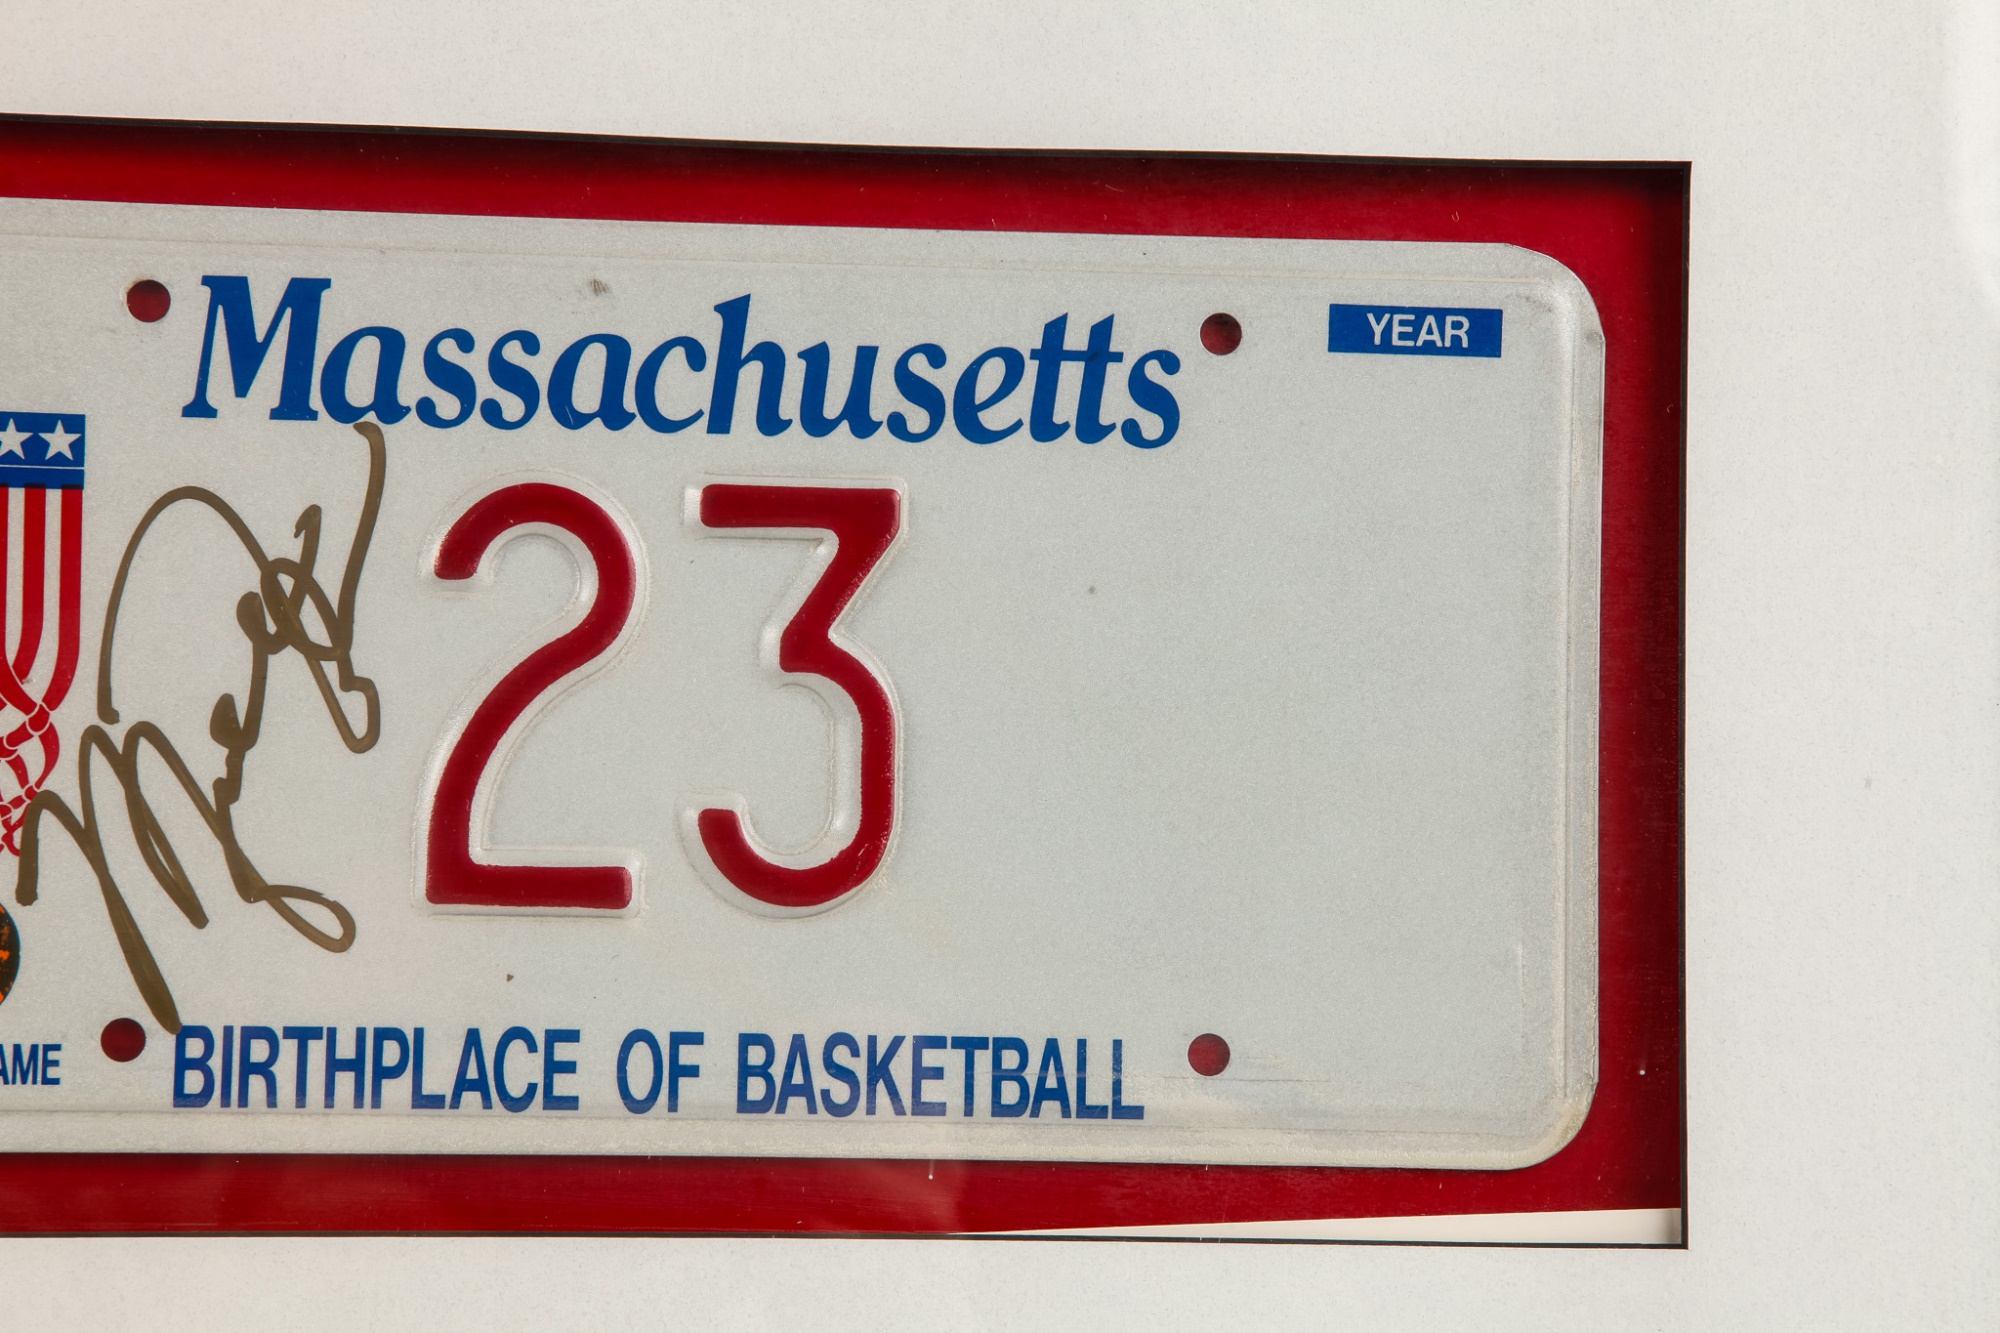 Massachusetts
YEAR
23
AME
BIRTHPLACE OF BASKETBALL